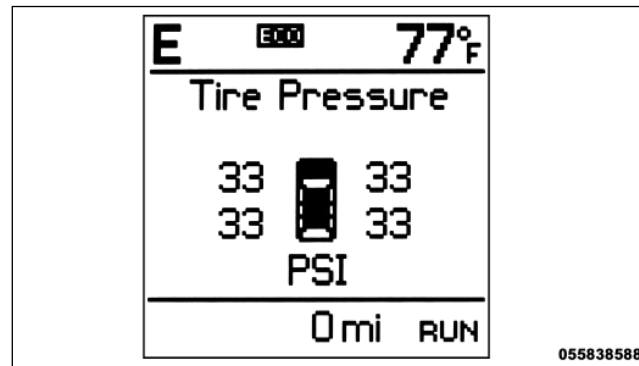 E ECO 77°F
Tire Pressure
33 33
33 33
PSI
0 mi RUN
055838588